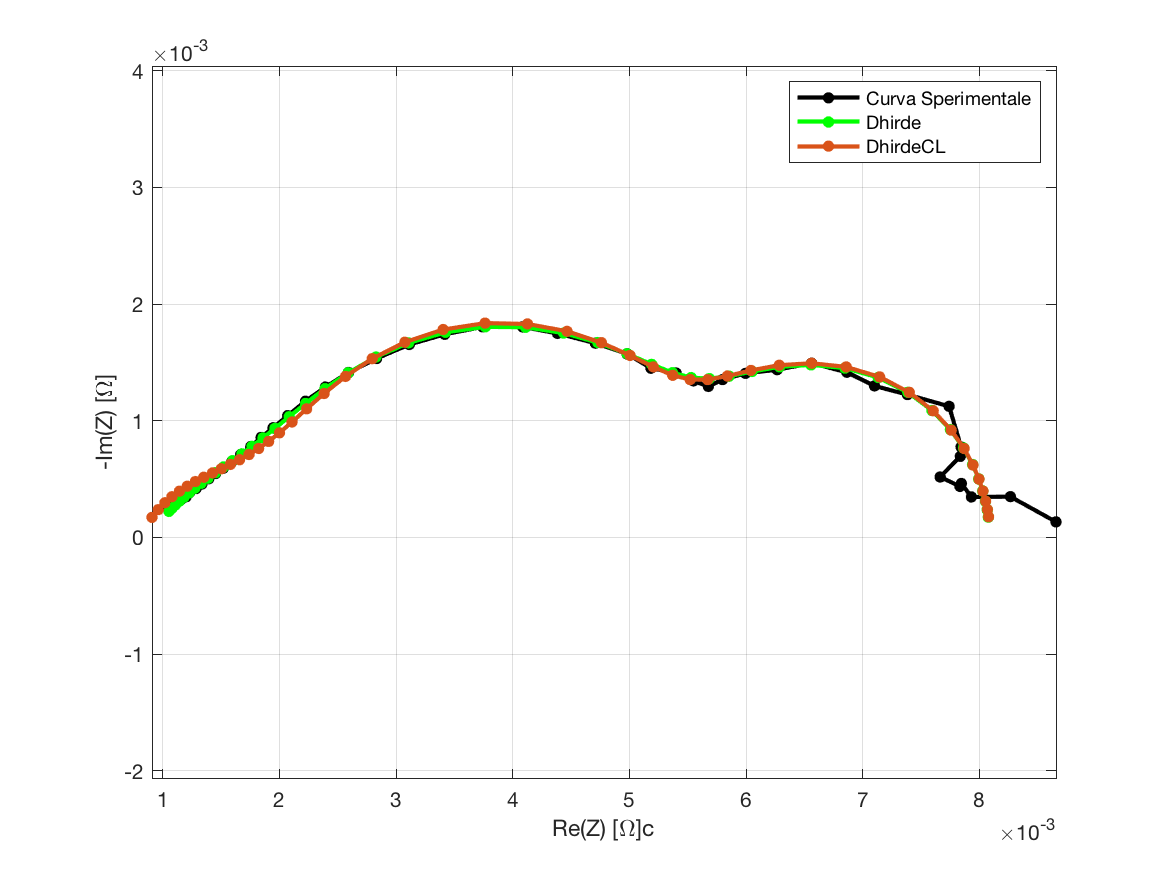 ×10⁻³
4
3
2
1
0
-1
-2
-Im(Z) [Ω]
Curva Sperimentale
Dhirde
DhirdeCL
1 2 3 4 5 6 7 8
Re(Z) [Ω]c
×10⁻³